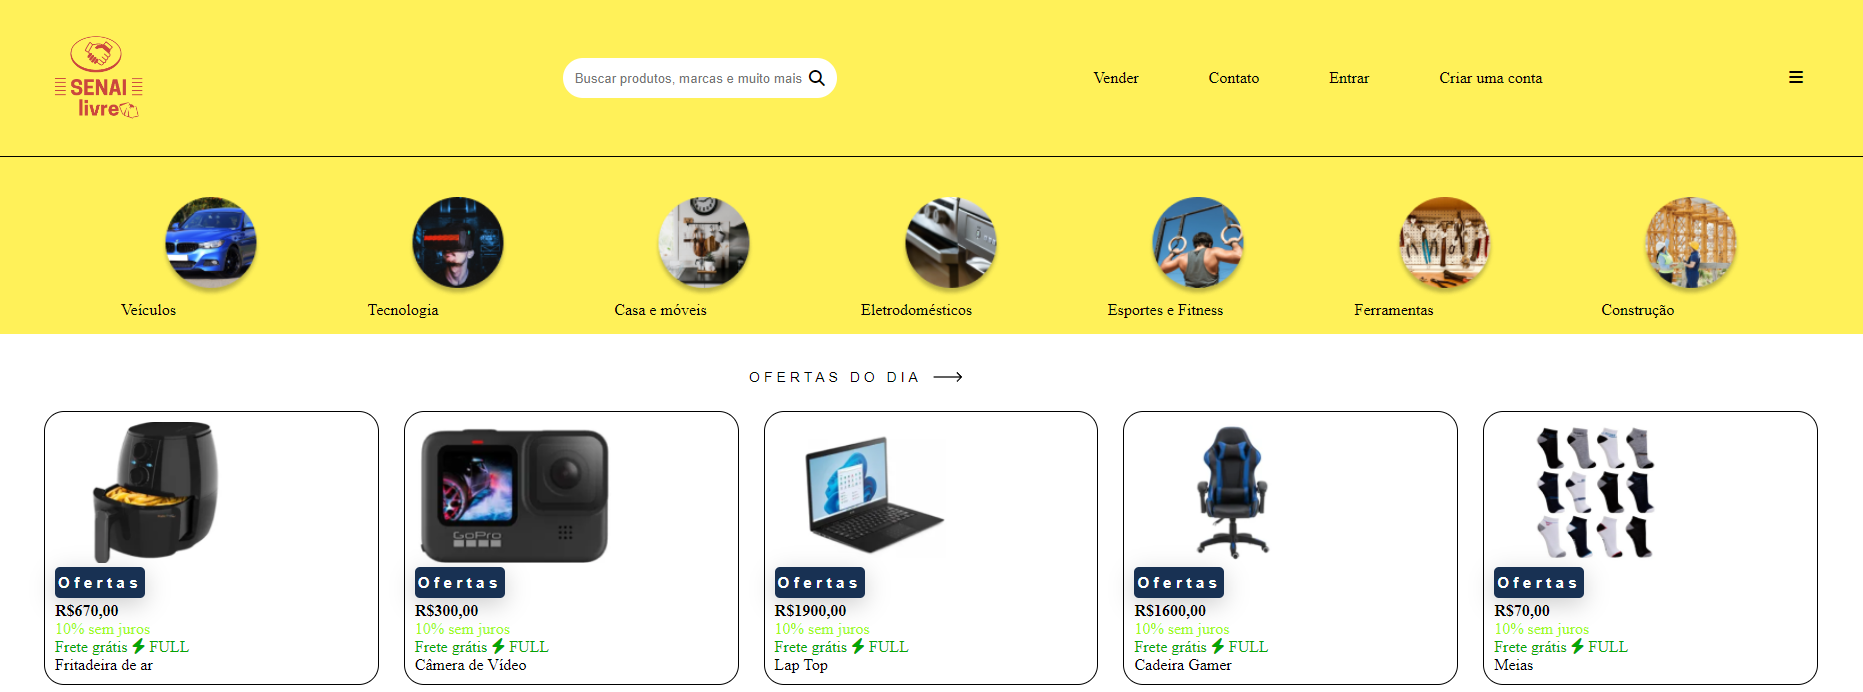 SENAI
livre
Buscar produtos, marcas e muito mais
Vender
Contato
Entrar
Criar uma conta
Veículos
Tecnologia
Casa e móveis
Eletrodomésticos
Esportes e Fitness
Ferramentas
Construção
OFERTAS DO DIA
Ofertas
R$670,00
10% sem juros
Frete grátis FULL
Fritadeira de ar
GoPro
Ofertas
R$300,00
10% sem juros
Frete grátis FULL
Câmera de Vídeo
Ofertas
R$1900,00
10% sem juros
Frete grátis FULL
Lap Top
Ofertas
R$1600,00
10% sem juros
Frete grátis FULL
Cadeira Gamer
Ofertas
R$70,00
10% sem juros
Frete grátis FULL
Meias